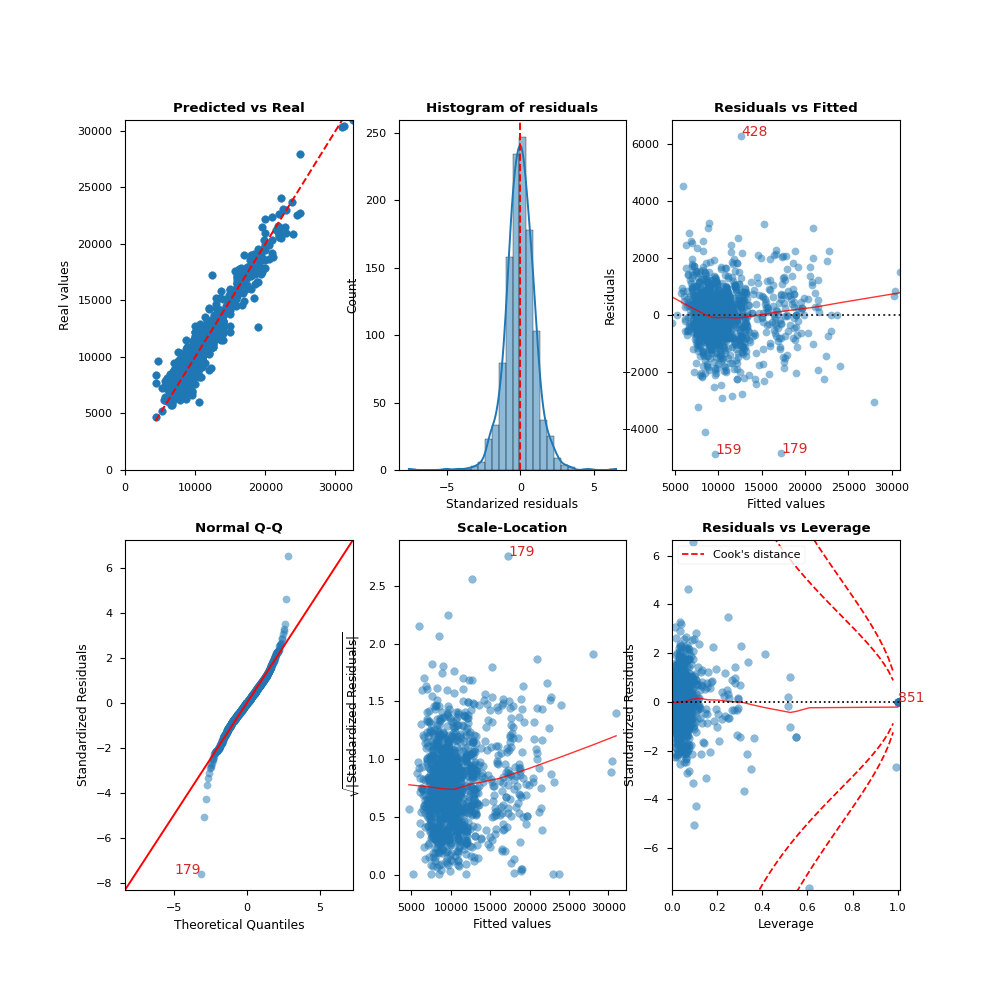 Predicted vs Real
Real values
30000
25000
20000
15000
10000
5000
0
0 10000 20000 30000
Histogram of residuals
Count
250
200
150
100
50
0
−5 0 5
Standarized residuals
Residuals vs Fitted
Residuals
6000
4000
2000
0
−2000
−4000
428
159
179
5000 10000 15000 20000 25000 30000
Fitted values
Normal Q-Q
Standardized Residuals
6
4
2
0
−2
−4
−6
−8
179
−5 0 5
Theoretical Quantiles
Scale-Location
√|Standardized Residuals|
2.5
2.0
1.5
1.0
0.5
0.0
179
5000 10000 15000 20000 25000 30000
Fitted values
Residuals vs Leverage
Standardized Residuals
6
4
2
0
−2
−4
−6
Cook's distance
851
0.0 0.2 0.4 0.6 0.8 1.0
Leverage